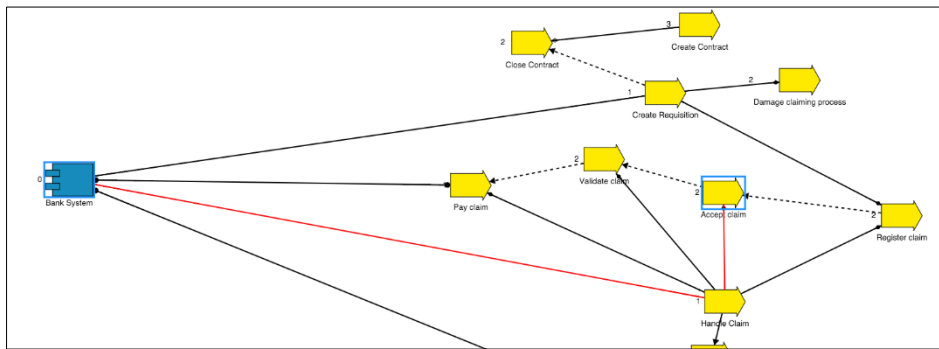 3
Create Contract
2
Close Contract
2
Damage claiming process
1
Create Requisition
0
Bank System
2
Validate claim
Pay claim
2
Accept claim
2
Register claim
1
Handle Claim